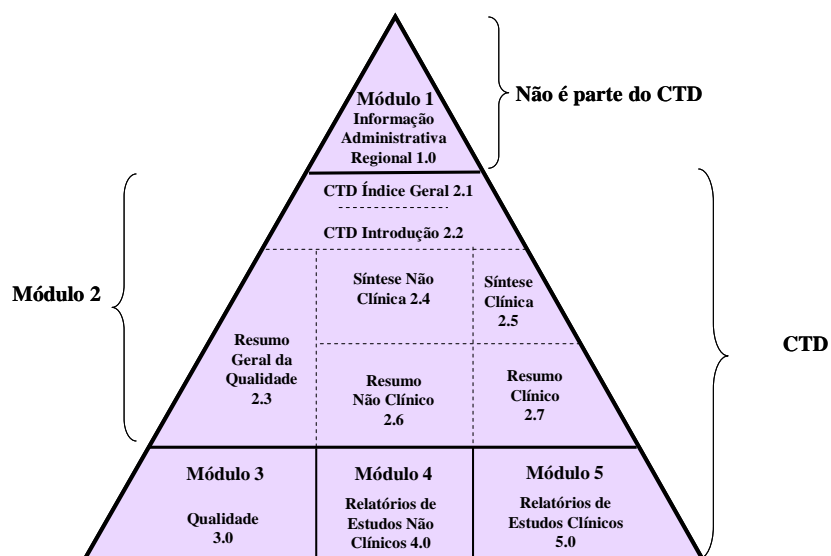 Módulo 1
Informação
Administrativa
Regional 1.0
Não é parte do CTD
CTD Índice Geral 2.1
CTD Introdução 2.2
Módulo 2
Síntese Não
Clínica 2.4
Síntese
Clínica
2.5
Resumo
Geral da
Qualidade
2.3
Resumo
Não Clínico
2.6
Resumo
Clínico
2.7
CTD
Módulo 3
Qualidade
3.0
Módulo 4
Relatórios de
Estudos Não
Clínicos 4.0
Módulo 5
Relatórios de
Estudos Clínicos
5.0